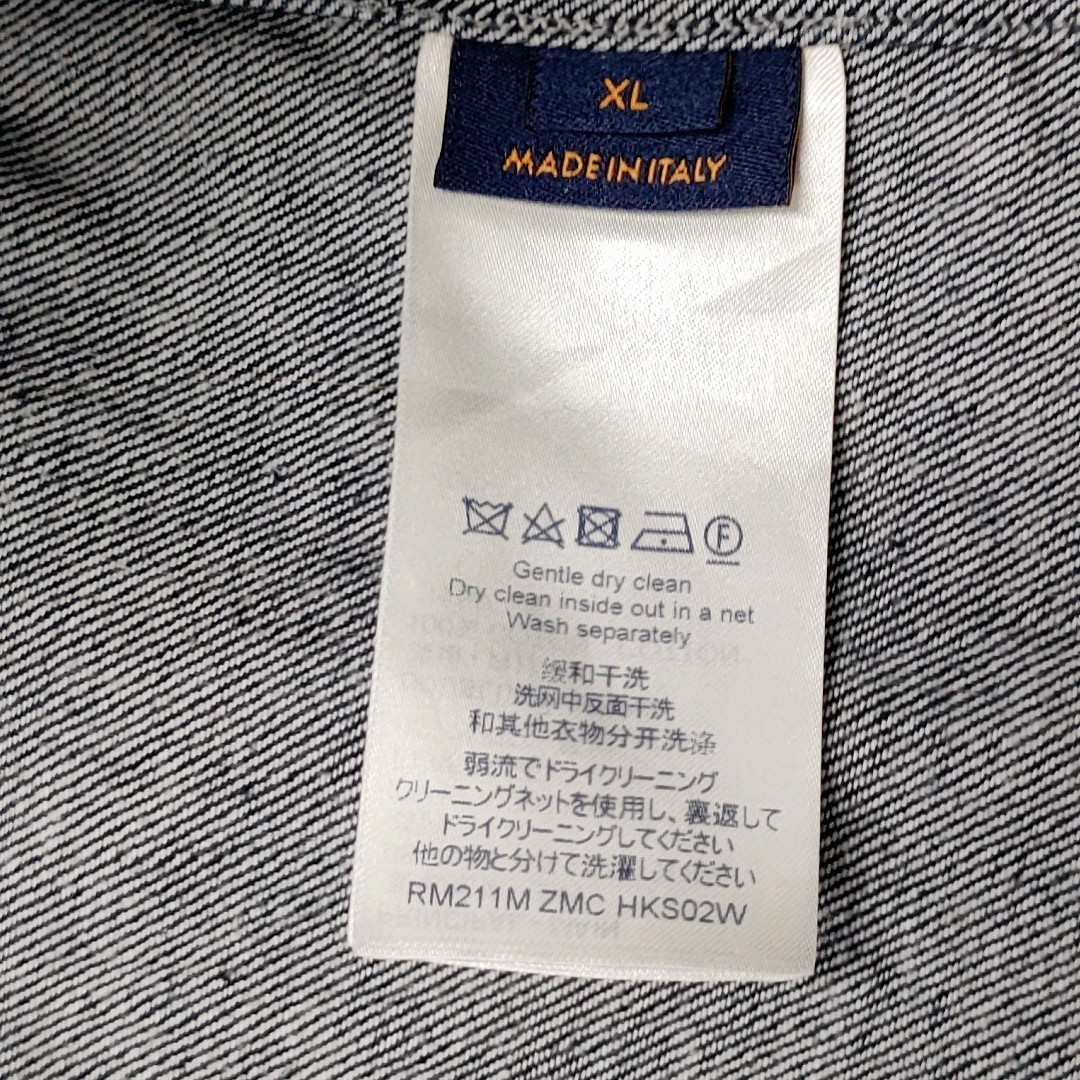 XL
MADE IN ITALY
F
Gentle dry clean
Dry clean inside out in a net
Wash separately
缓和干洗
洗网中反面干洗
和其他衣物分开洗涤
弱流でドライクリーニング
クリーニングネットを使用し、裏返して
ドライクリーニングしてください
他の物と分けて洗濯してください
RM211M ZMC HKS02W